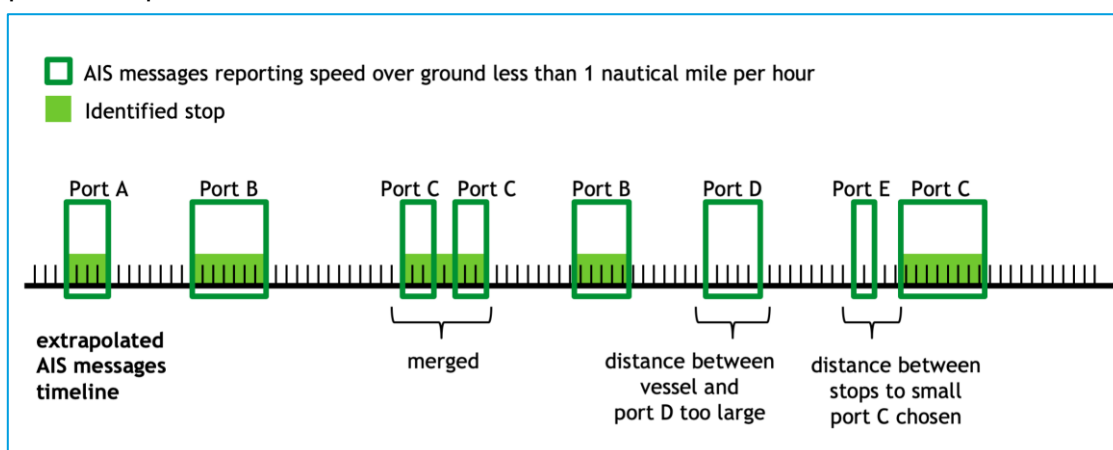 AIS messages reporting speed over ground less than 1 nautical mile per hour
Identified stop
Port A
Port B
Port C
Port C
Port B
Port D
Port E
Port C
extrapolated
AIS messages
timeline
merged
distance between
vessel and
port D too large
distance between
stops to small
port C chosen